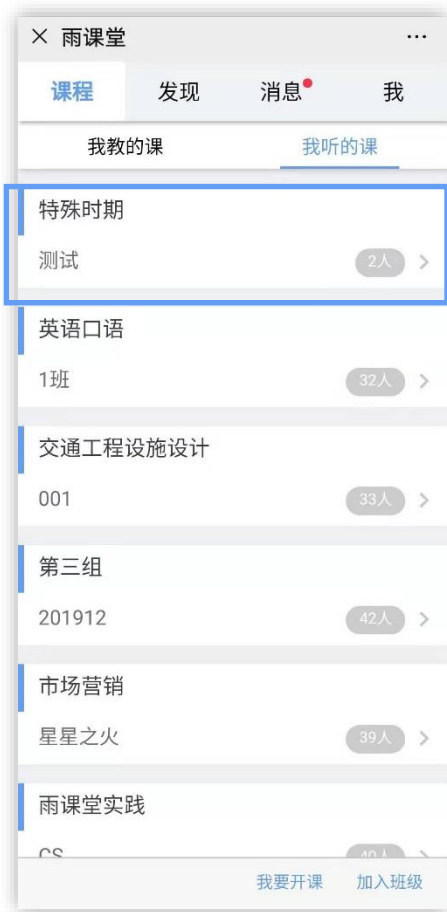 × 雨课堂 ...
课程 发现 消息 我
我教的课 我听的课
特殊时期
测试 2人 >
英语口语
1班 32人 >
交通工程设施设计
001 33人 >
第三组
201912 42人 >
市场营销
星星之火 39人 >
雨课堂实践
CS 40人 >
我要开课 加入班级